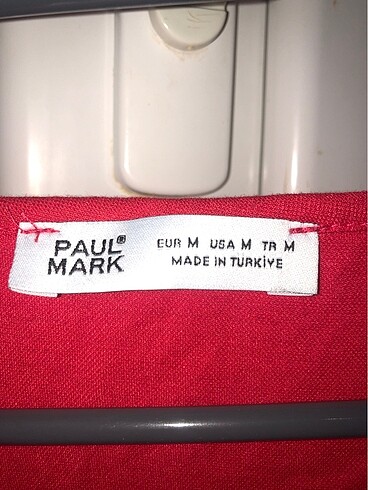 PAUL®
MARK
EUR M USA M TR M
MADE IN TURKİYE